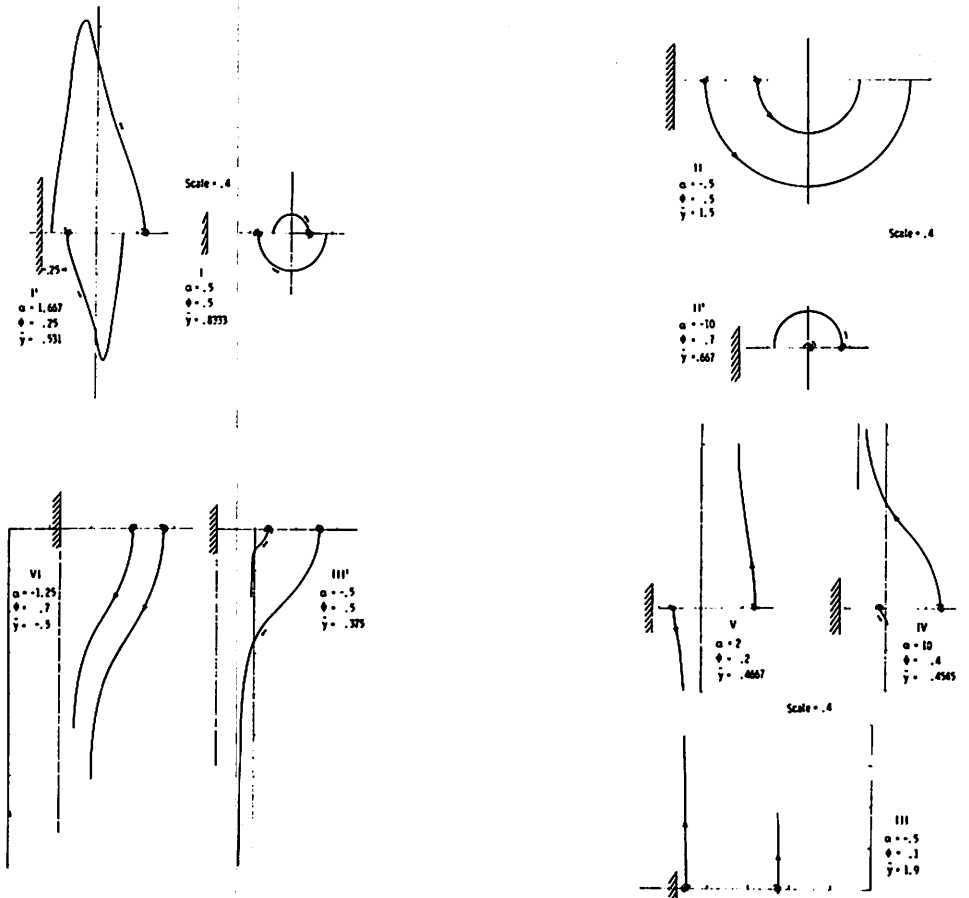 Scale = .4
.25
I'
α = 1.667
ϕ = .25
ȳ = .531
I
α = .5
ϕ = .5
ȳ = .8333
II
α = -.5
ϕ = .5
ȳ = 1.5
Scale = .4
II'
α = -10
ϕ = .7
ȳ = .667
VI
α = -1.25
ϕ = .7
ȳ = -.5
III'
α = -.5
ϕ = .5
ȳ = .375
V
α = 2
ϕ = .2
ȳ = .4667
IV
α = 10
ϕ = .4
ȳ = .4545
Scale = .4
III
α = -.5
ϕ = .1
ȳ = 1.9